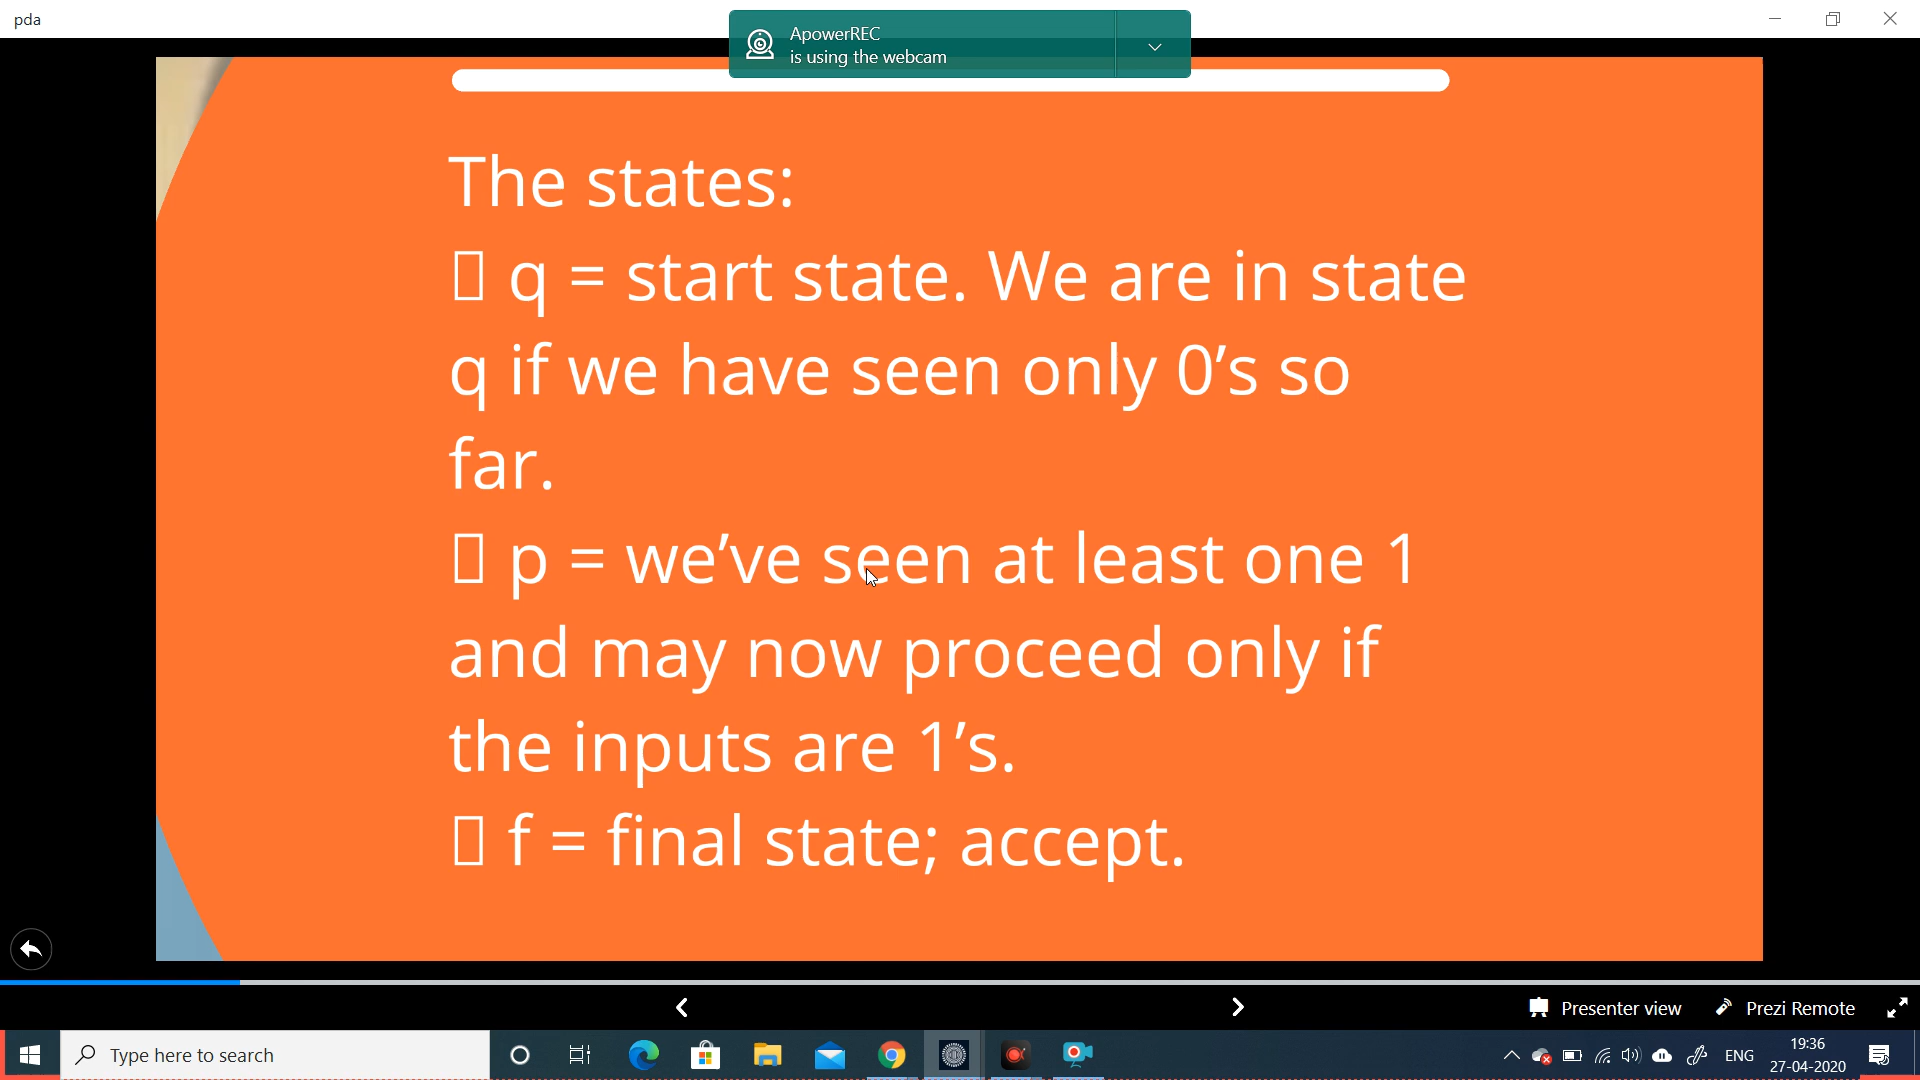 pda
ApowerREC
is using the webcam
The states:
q = start state. We are in state
q if we have seen only 0’s so
far.
p = we’ve seen at least one 1
and may now proceed only if
the inputs are 1’s.
f = final state; accept.
Presenter view
Prezi Remote
Type here to search
ENG
19:36
27-04-2020